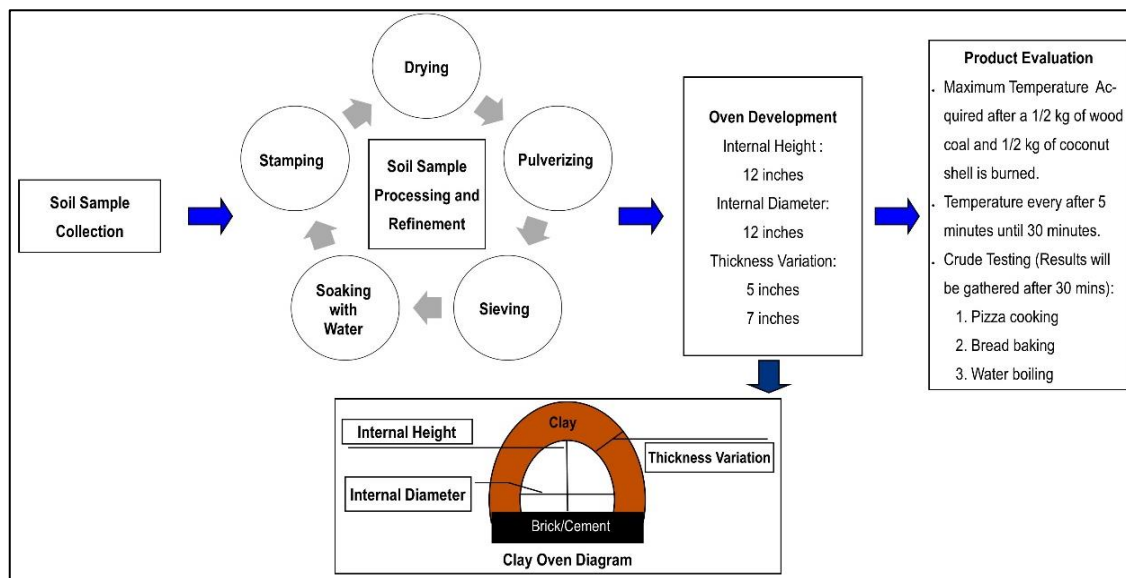 Soil Sample
Collection
Drying
Pulverizing
Sieving
Soaking
with
Water
Stamping
Soil Sample
Processing and
Refinement
Oven Development
Internal Height :
12 inches
Internal Diameter:
12 inches
Thickness Variation:
5 inches
7 inches
Product Evaluation
. Maximum Temperature Ac-
quired after a 1/2 kg of wood
coal and 1/2 kg of coconut
shell is burned.
. Temperature every after 5
minutes until 30 minutes.
. Crude Testing (Results will
be gathered after 30 mins):
1. Pizza cooking
2. Bread baking
3. Water boiling
Internal Height
Clay
Thickness Variation
Internal Diameter
Brick/Cement
Clay Oven Diagram